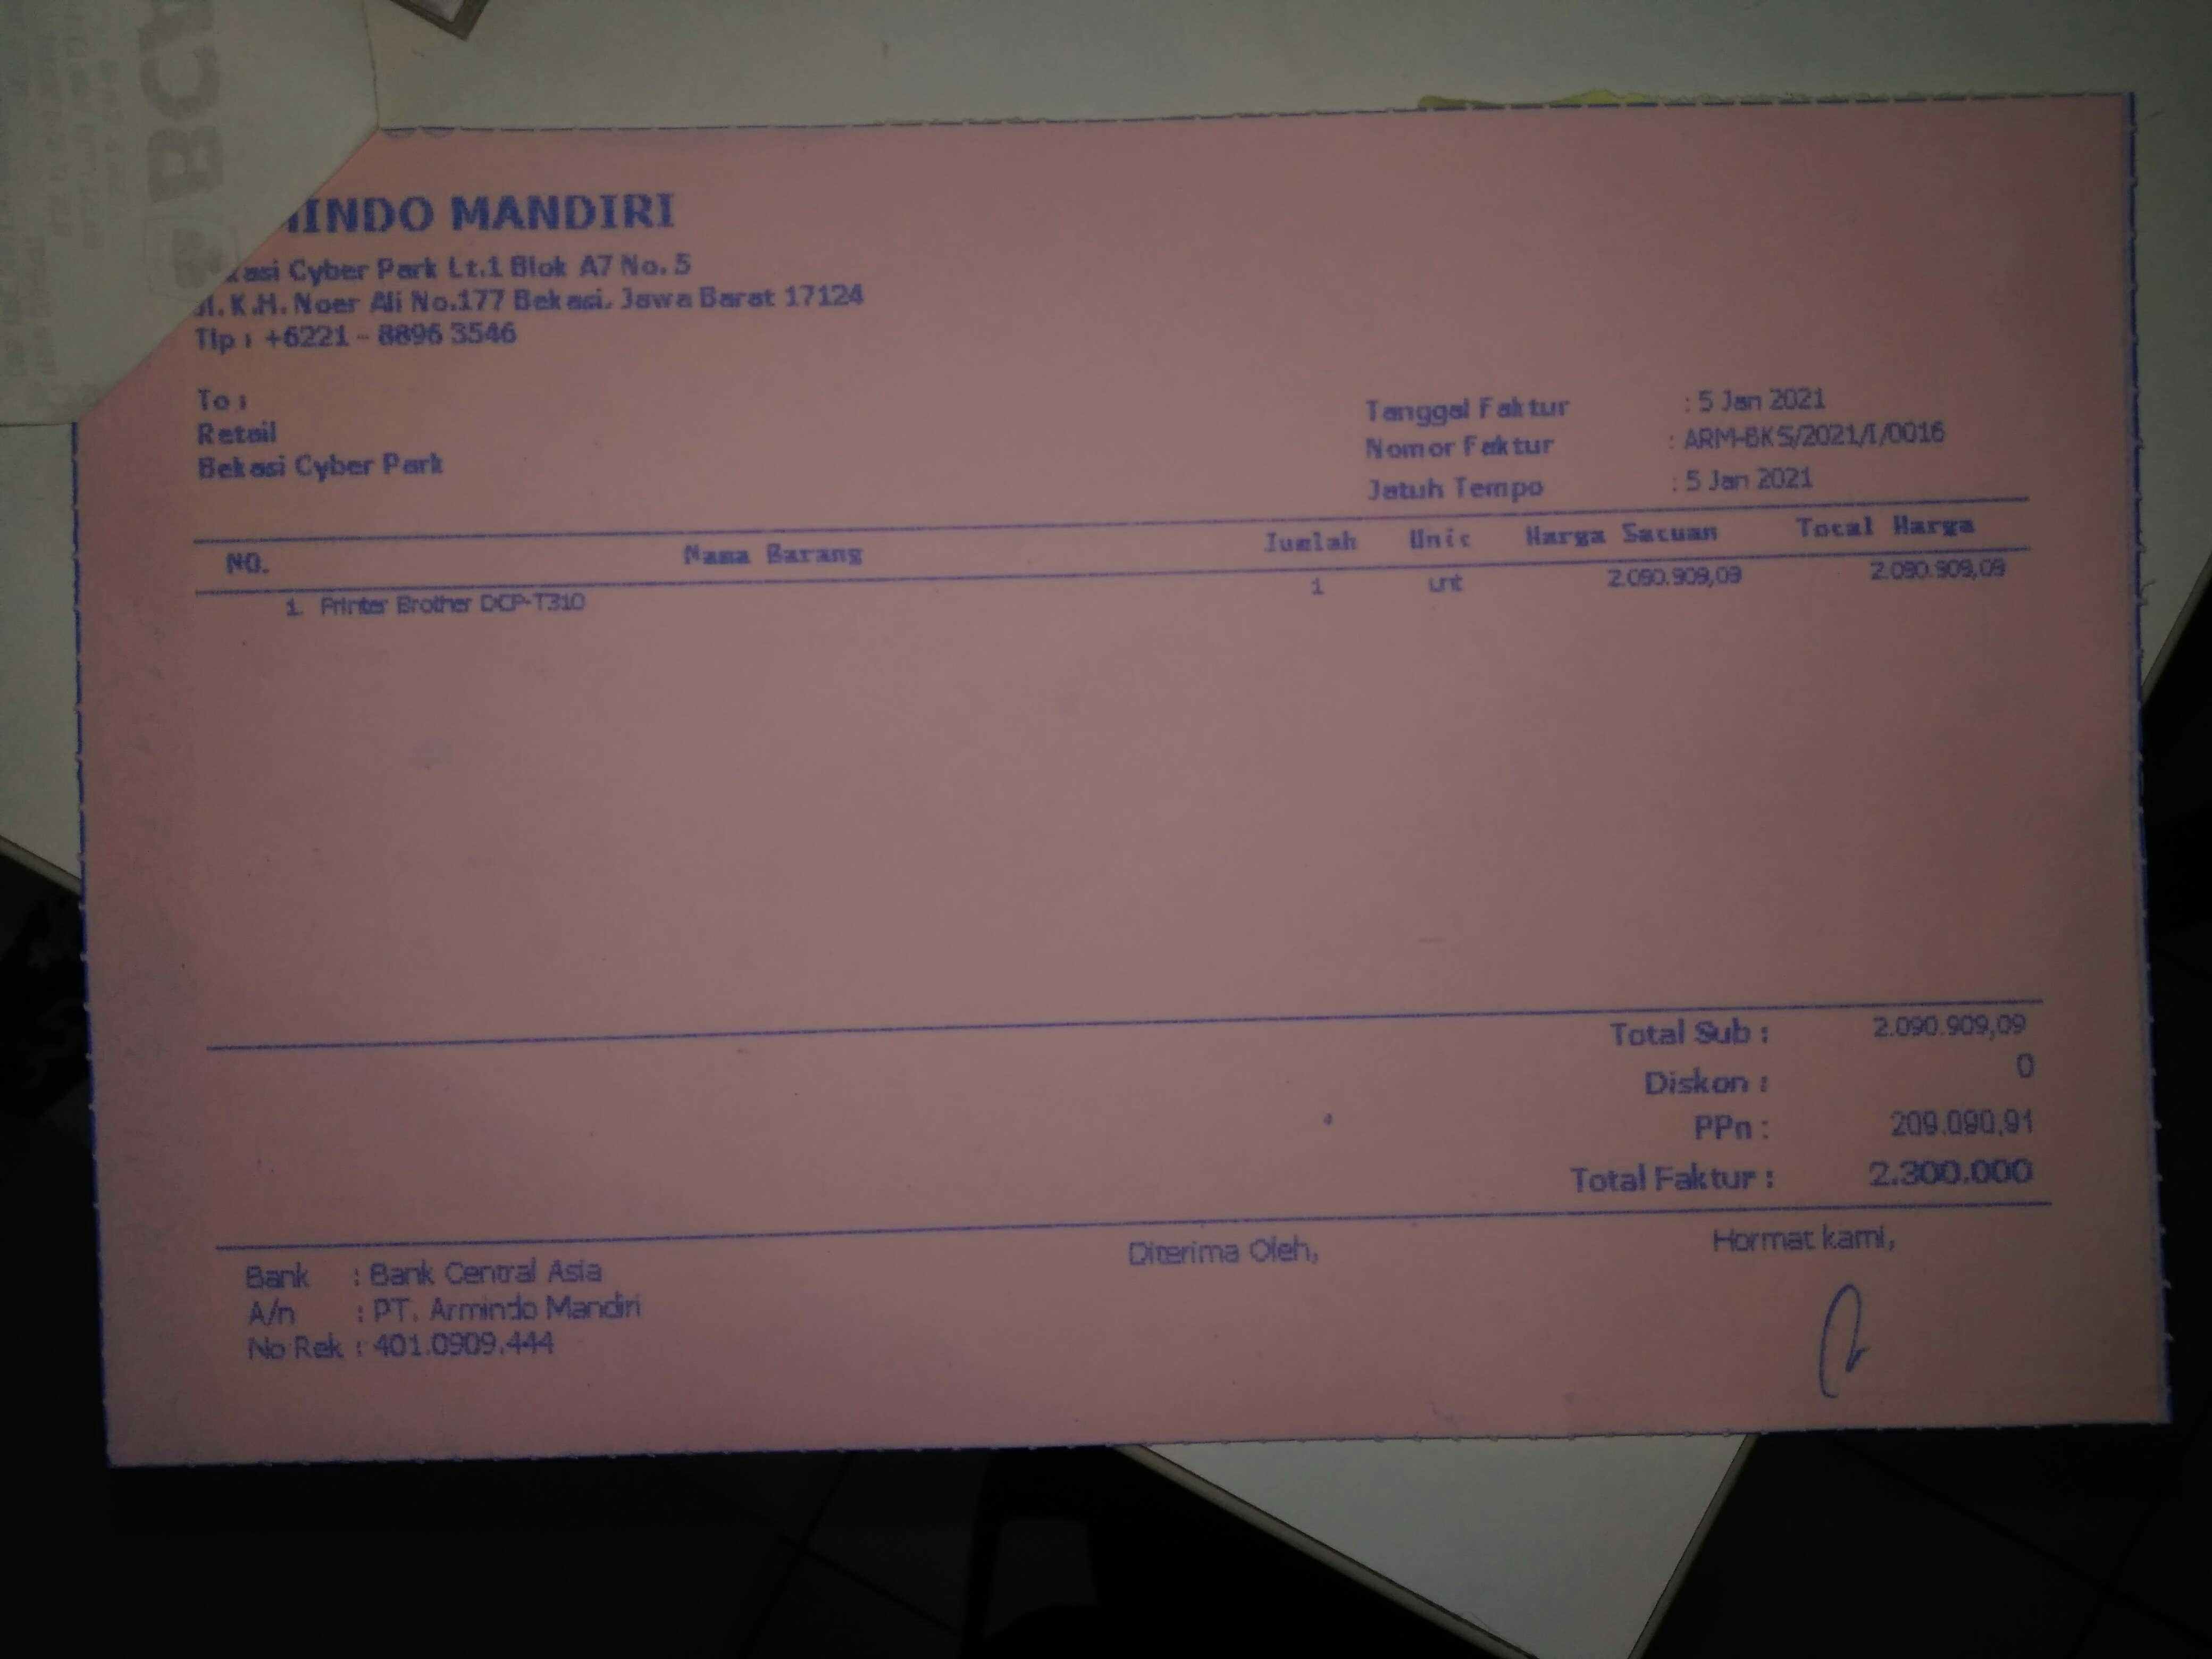 BCA
INDO MANDIRI
kasi Cyber Park Lt.1 Blok A7 No. 5
Jl. K.H. Noer Ali No.177 Bekasi. Jawa Barat 17124
Tlp : +6221 - 8896 3546
To :
Retail
Bekasi Cyber Park
Tanggal Faktur : 5 Jan 2021
Nomor Faktur : ARM-BKS/2021/I/0016
Jatuh Tempo : 5 Jan 2021
NO. Nama Barang Jumlah Unit Harga Satuan Total Harga
1. Printer Brother DCP-T310 1 unit 2.090.909,09 2.090.909,09
Total Sub : 2.090.909,09
Diskon : 0
PPn : 209.090,91
Total Faktur : 2.300.000
Bank : Bank Central Asia
A/n : PT. Armindo Mandiri
No Rek : 401.0909.444
Diterima Oleh,
Hormat kami,